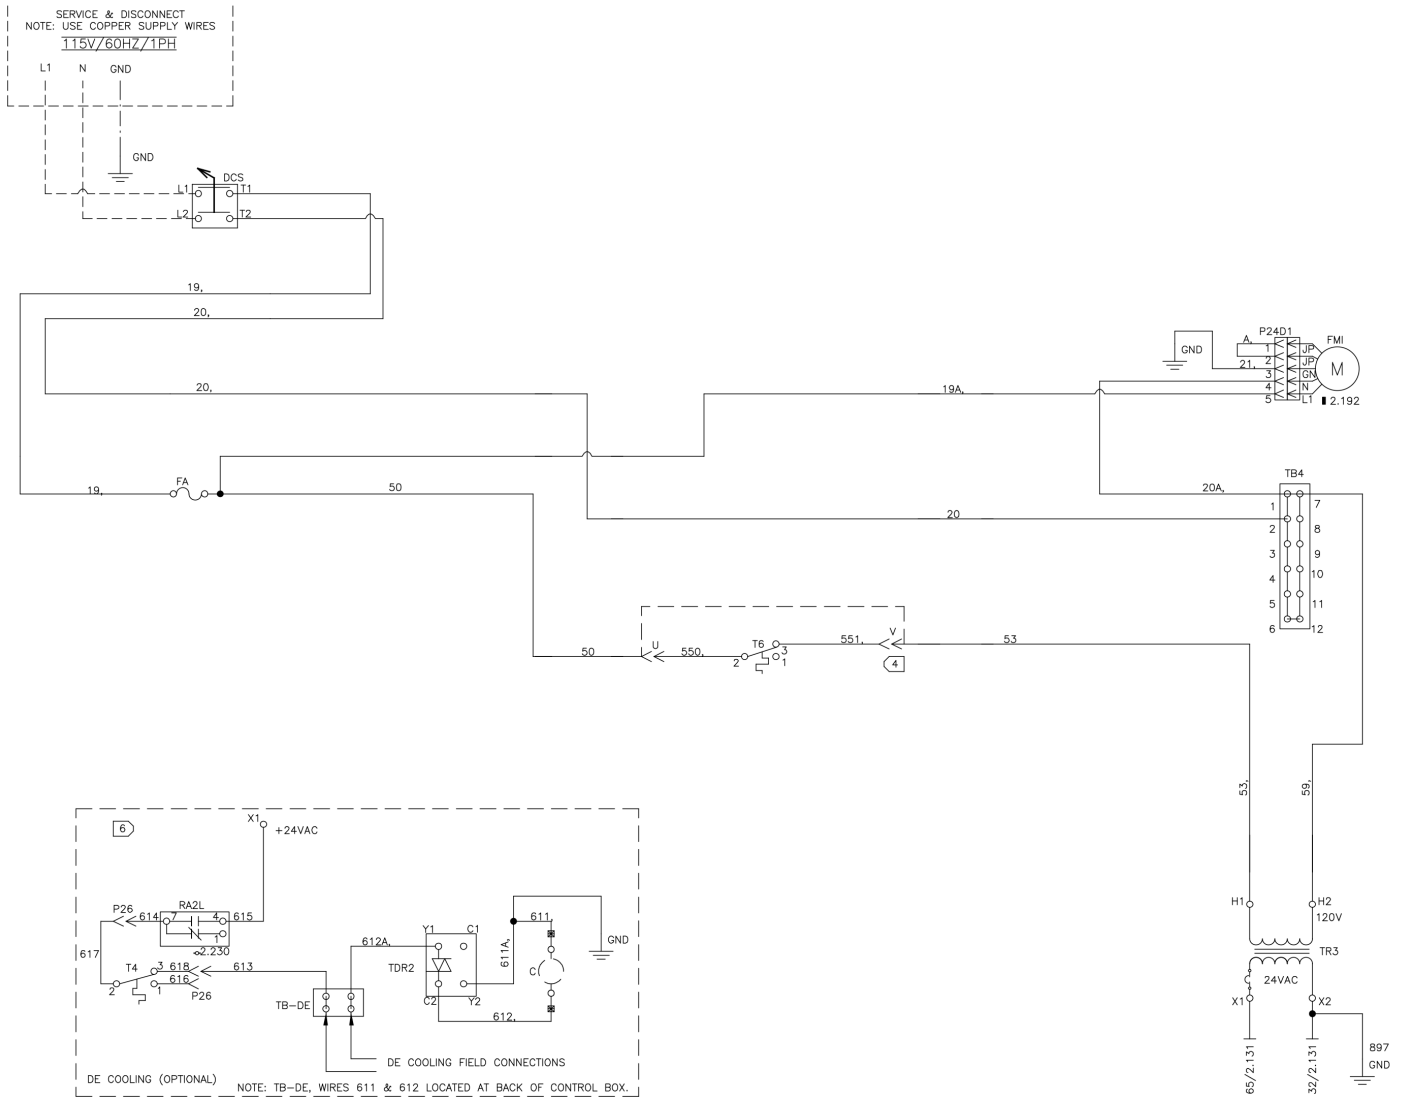 SERVICE & DISCONNECT
NOTE: USE COPPER SUPPLY WIRES
115V/60HZ/1PH
L1 N GND
GND
DCS
L1 T1
L2 T2
19,
20,
P24D1
FMI
A,
GND
1 JP
21, 2 JP
M
3 GN
4 N
5 L1
2.192
20,
19A,
FA
19,
50
TB4
20A,
1 7
20
2 8
3 9
4 10
5 11
6 12
50
U
550,
T6
2
3
1
551,
V
53
4
53,
59,
6
X1
+24VAC
RA2L
P26
614 7 4 615
1
2.230
617
T4
3 618
613
616
2 1
P26
TB-DE
612A,
Y1 C1
TDR2
C2 Y2
611A,
611,
C
GND
612,
DE COOLING FIELD CONNECTIONS
DE COOLING (OPTIONAL)
NOTE: TB-DE, WIRES 611 & 612 LOCATED AT BACK OF CONTROL BOX.
H1 H2
120V
TR3
24VAC
X1 X2
65/2.131
32/2.131
897
GND